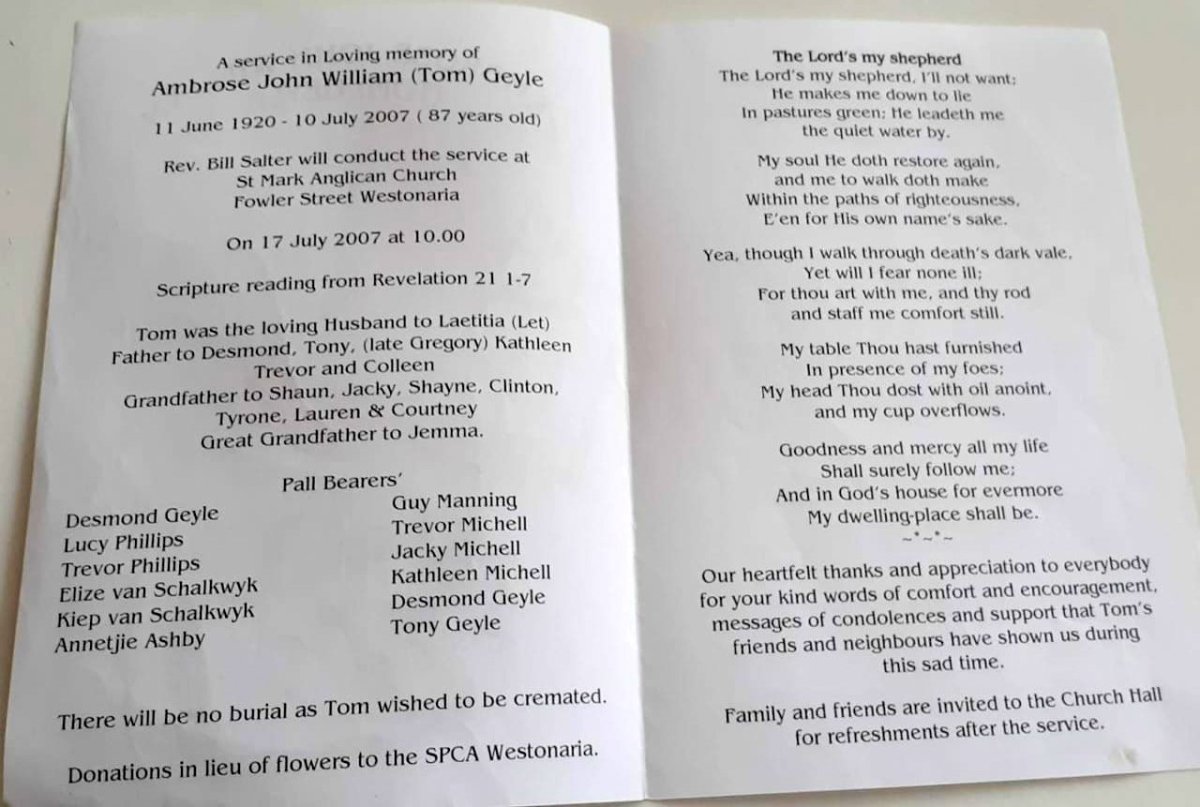 A service in Loving memory of
Ambrose John William (Tom) Geyle
11 June 1920 - 10 July 2007 ( 87 years old)
Rev. Bill Salter will conduct the service at
St Mark Anglican Church
Fowler Street Westonaria
On 17 July 2007 at 10.00
Scripture reading from Revelation 21 1-7
Tom was the loving Husband to Laetitia (Let)
Father to Desmond, Tony, (late Gregory) Kathleen
Trevor and Colleen
Grandfather to Shaun, Jacky, Shayne, Clinton,
Tyrone, Lauren & Courtney
Great Grandfather to Jemma.
Pall Bearers'
Desmond Geyle
Lucy Phillips
Trevor Phillips
Elize van Schalkwyk
Kiep van Schalkwyk
Annetjie Ashby
Guy Manning
Trevor Michell
Jacky Michell
Kathleen Michell
Desmond Geyle
Tony Geyle
There will be no burial as Tom wished to be cremated.
Donations in lieu of flowers to the SPCA Westonaria.
The Lord's my shepherd
The Lord's my shepherd, I'll not want;
He makes me down to lie
In pastures green; He leadeth me
the quiet water by.
My soul He doth restore again,
and me to walk doth make
Within the paths of righteousness,
E'en for His own name's sake.
Yea, though I walk through death's dark vale,
Yet will I fear none ill;
For thou art with me, and thy rod
and staff me comfort still.
My table Thou hast furnished
In presence of my foes;
My head Thou dost with oil anoint,
and my cup overflows.
Goodness and mercy all my life
Shall surely follow me;
And in God's house for evermore
My dwelling-place shall be.
~*~*~
Our heartfelt thanks and appreciation to everybody
for your kind words of comfort and encouragement,
messages of condolences and support that Tom's
friends and neighbours have shown us during
this sad time.
Family and friends are invited to the Church Hall
for refreshments after the service.